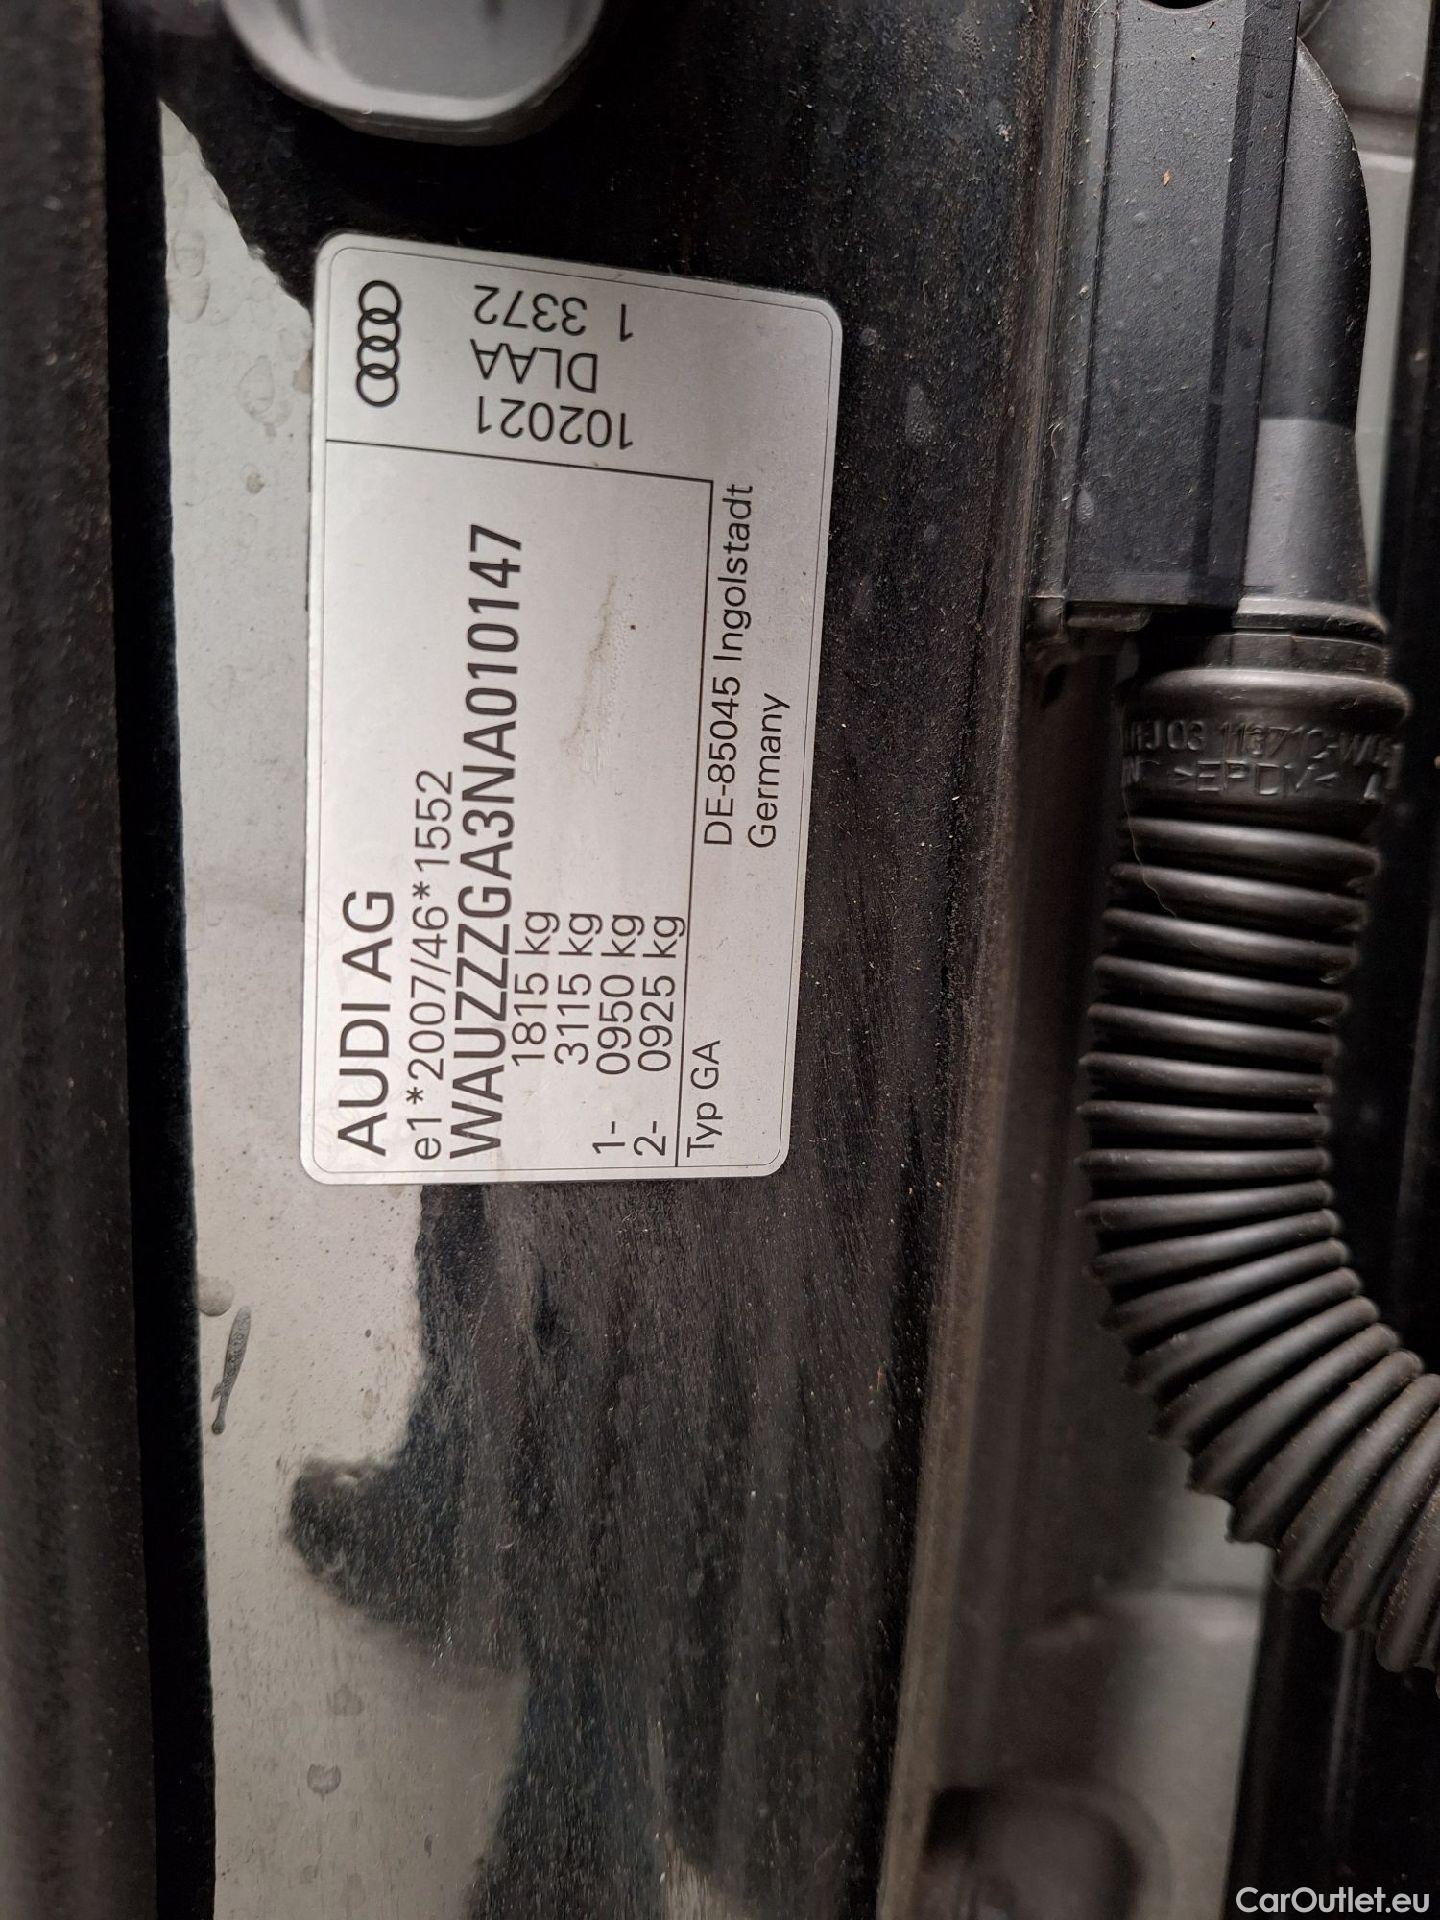 AUDI AG
e1*2007/46*1552
WAUZZZGA3NA010147
1815 kg
3115 kg
1- 0950 kg
2- 0925 kg
Typ GA
DE-85045 Ingolstadt
Germany
102021
DLAA
1 3372
>EPDM<
CarOutlet.eu